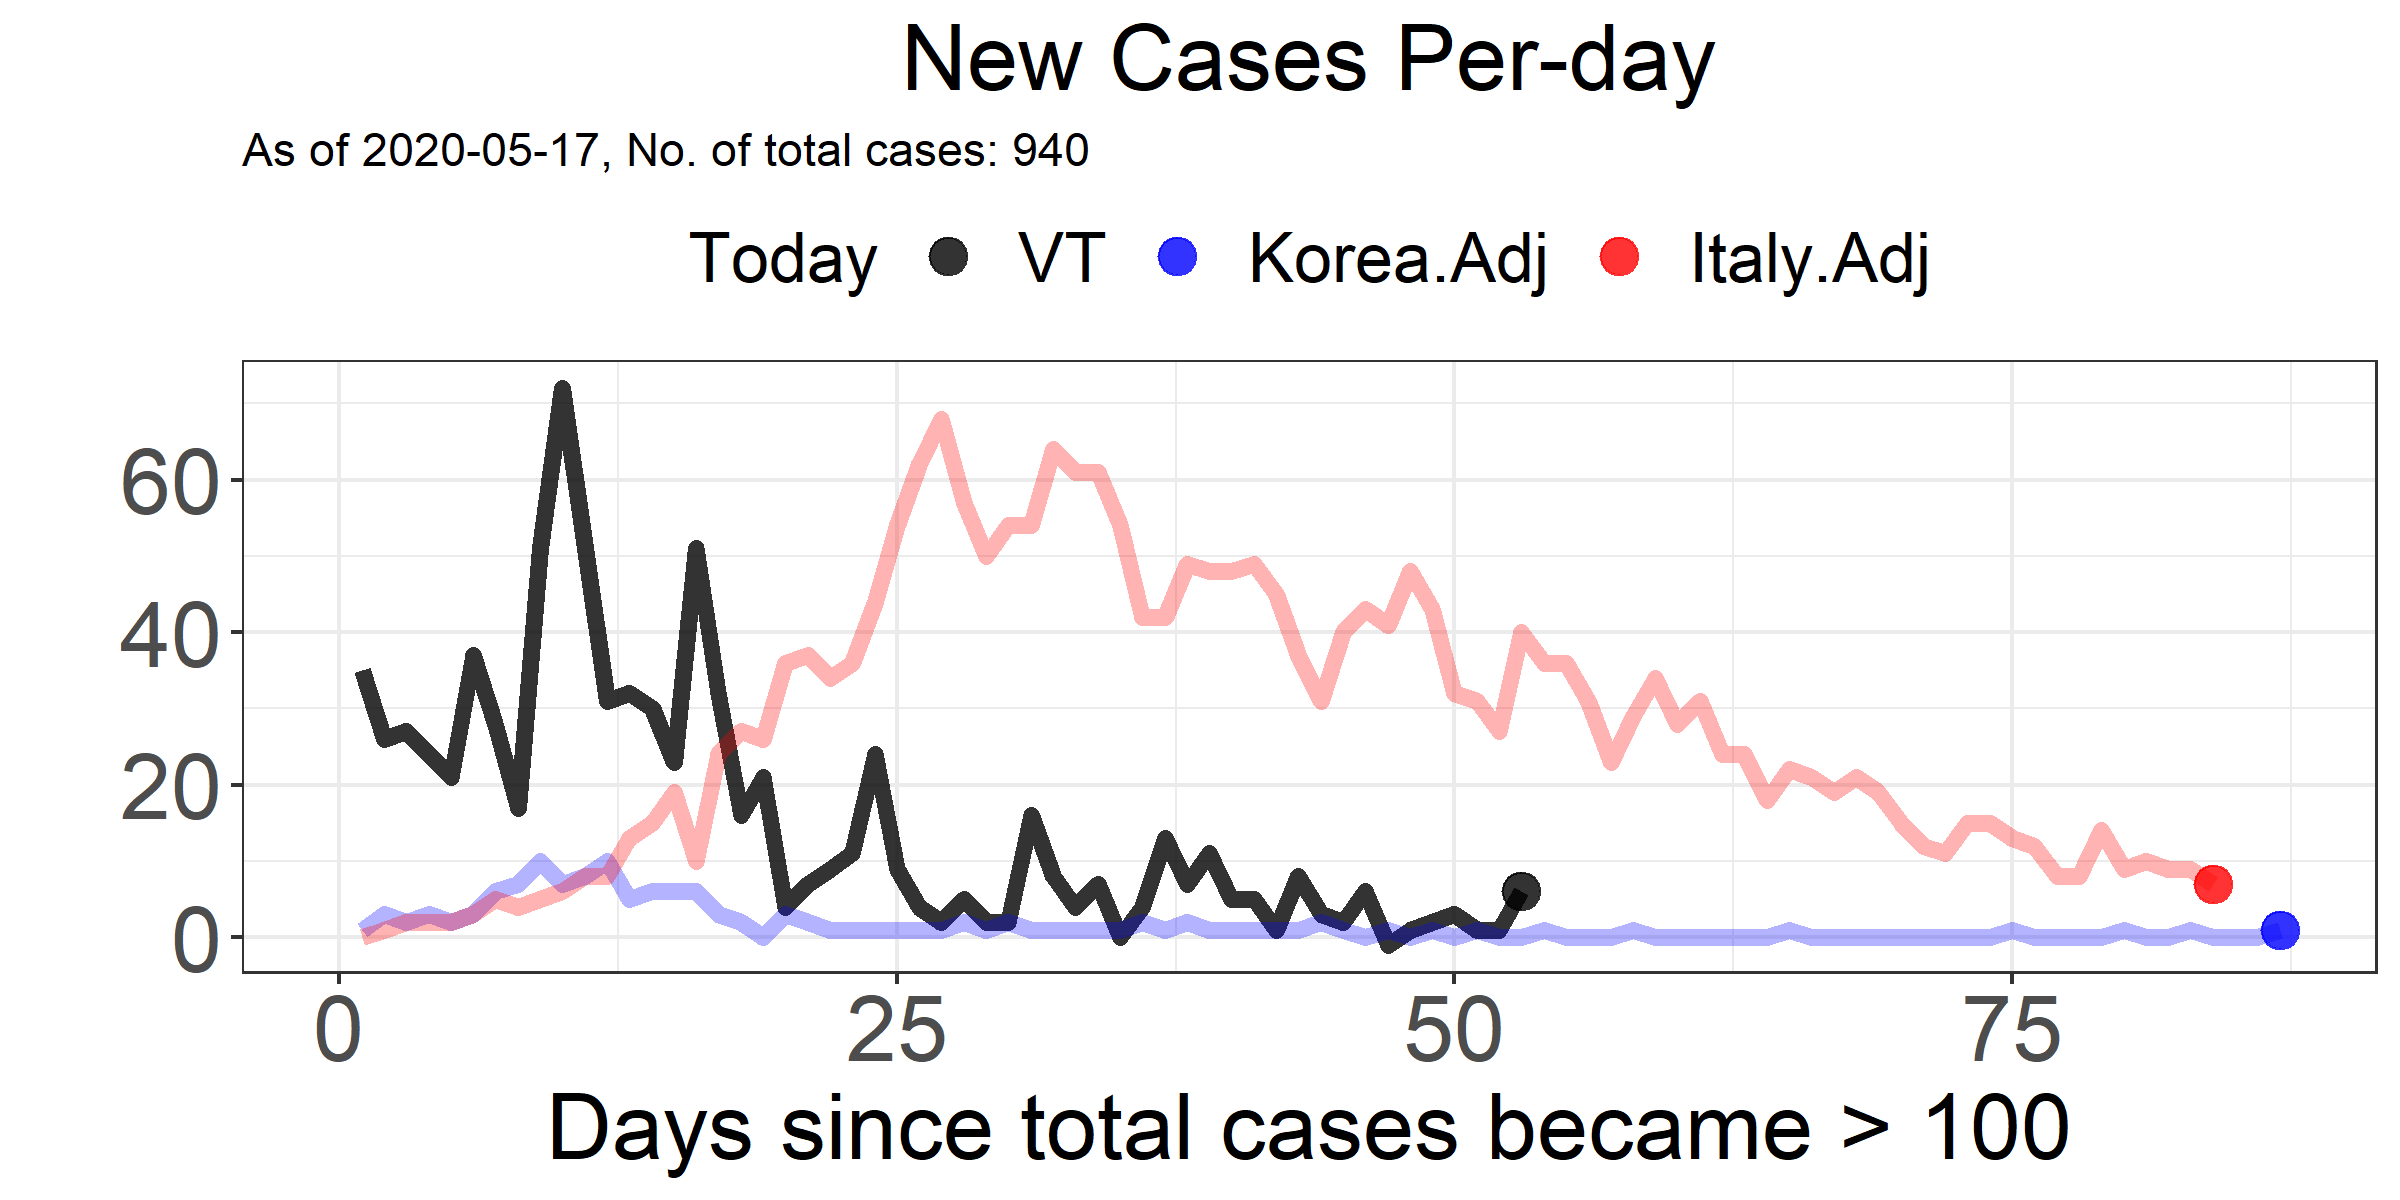 New Cases Per-day
As of 2020-05-17, No. of total cases: 940
Today VT Korea.Adj Italy.Adj
60
40
20
0
0 25 50 75
Days since total cases became > 100